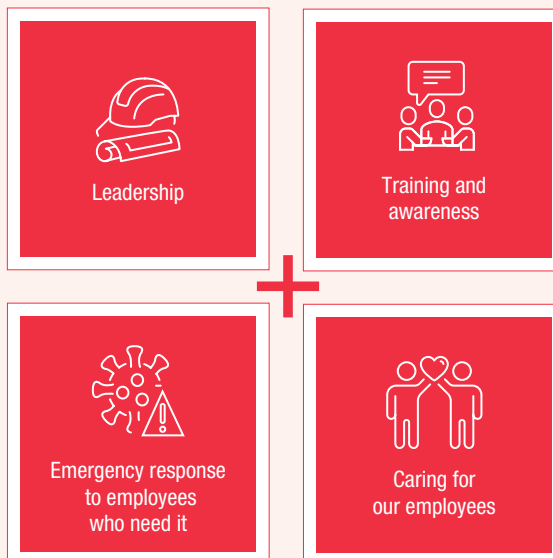 Leadership
Training and
awareness
Emergency response
to employees
who need it
Caring for
our employees